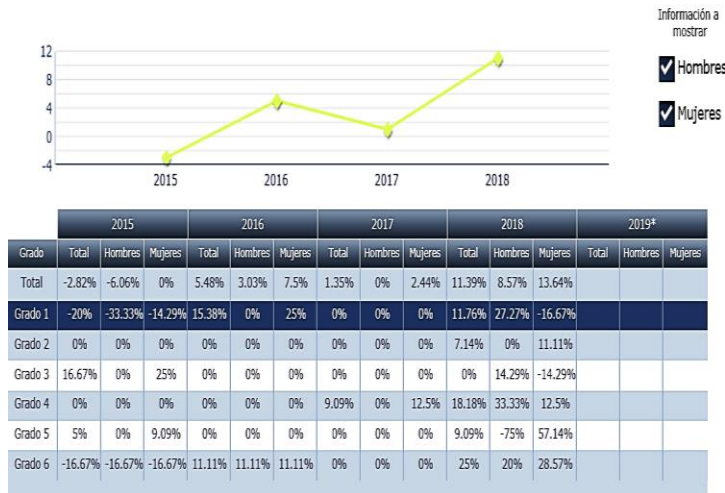 Información a
mostrar
Hombres
Mujeres
12
8
4
0
-4
2015 2016 2017 2018
2015 2016 2017 2018 2019*
Grado Total Hombres Mujeres Total Hombres Mujeres Total Hombres Mujeres Total Hombres Mujeres Total Hombres Mujeres
Total -2.82% -6.06% 0% 5.48% 3.03% 7.5% 1.35% 0% 2.44% 11.39% 8.57% 13.64%
Grado 1 -20% -33.33% -14.29% 15.38% 0% 25% 0% 0% 0% 11.76% 27.27% -16.67%
Grado 2 0% 0% 0% 0% 0% 0% 0% 0% 0% 7.14% 0% 11.11%
Grado 3 16.67% 0% 25% 0% 0% 0% 0% 0% 0% 0% 14.29% -14.29%
Grado 4 0% 0% 0% 0% 0% 0% 9.09% 0% 12.5% 18.18% 33.33% 12.5%
Grado 5 5% 0% 9.09% 0% 0% 0% 0% 0% 0% 9.09% -75% 57.14%
Grado 6 -16.67% -16.67% -16.67% 11.11% 11.11% 11.11% 0% 0% 0% 25% 20% 28.57%